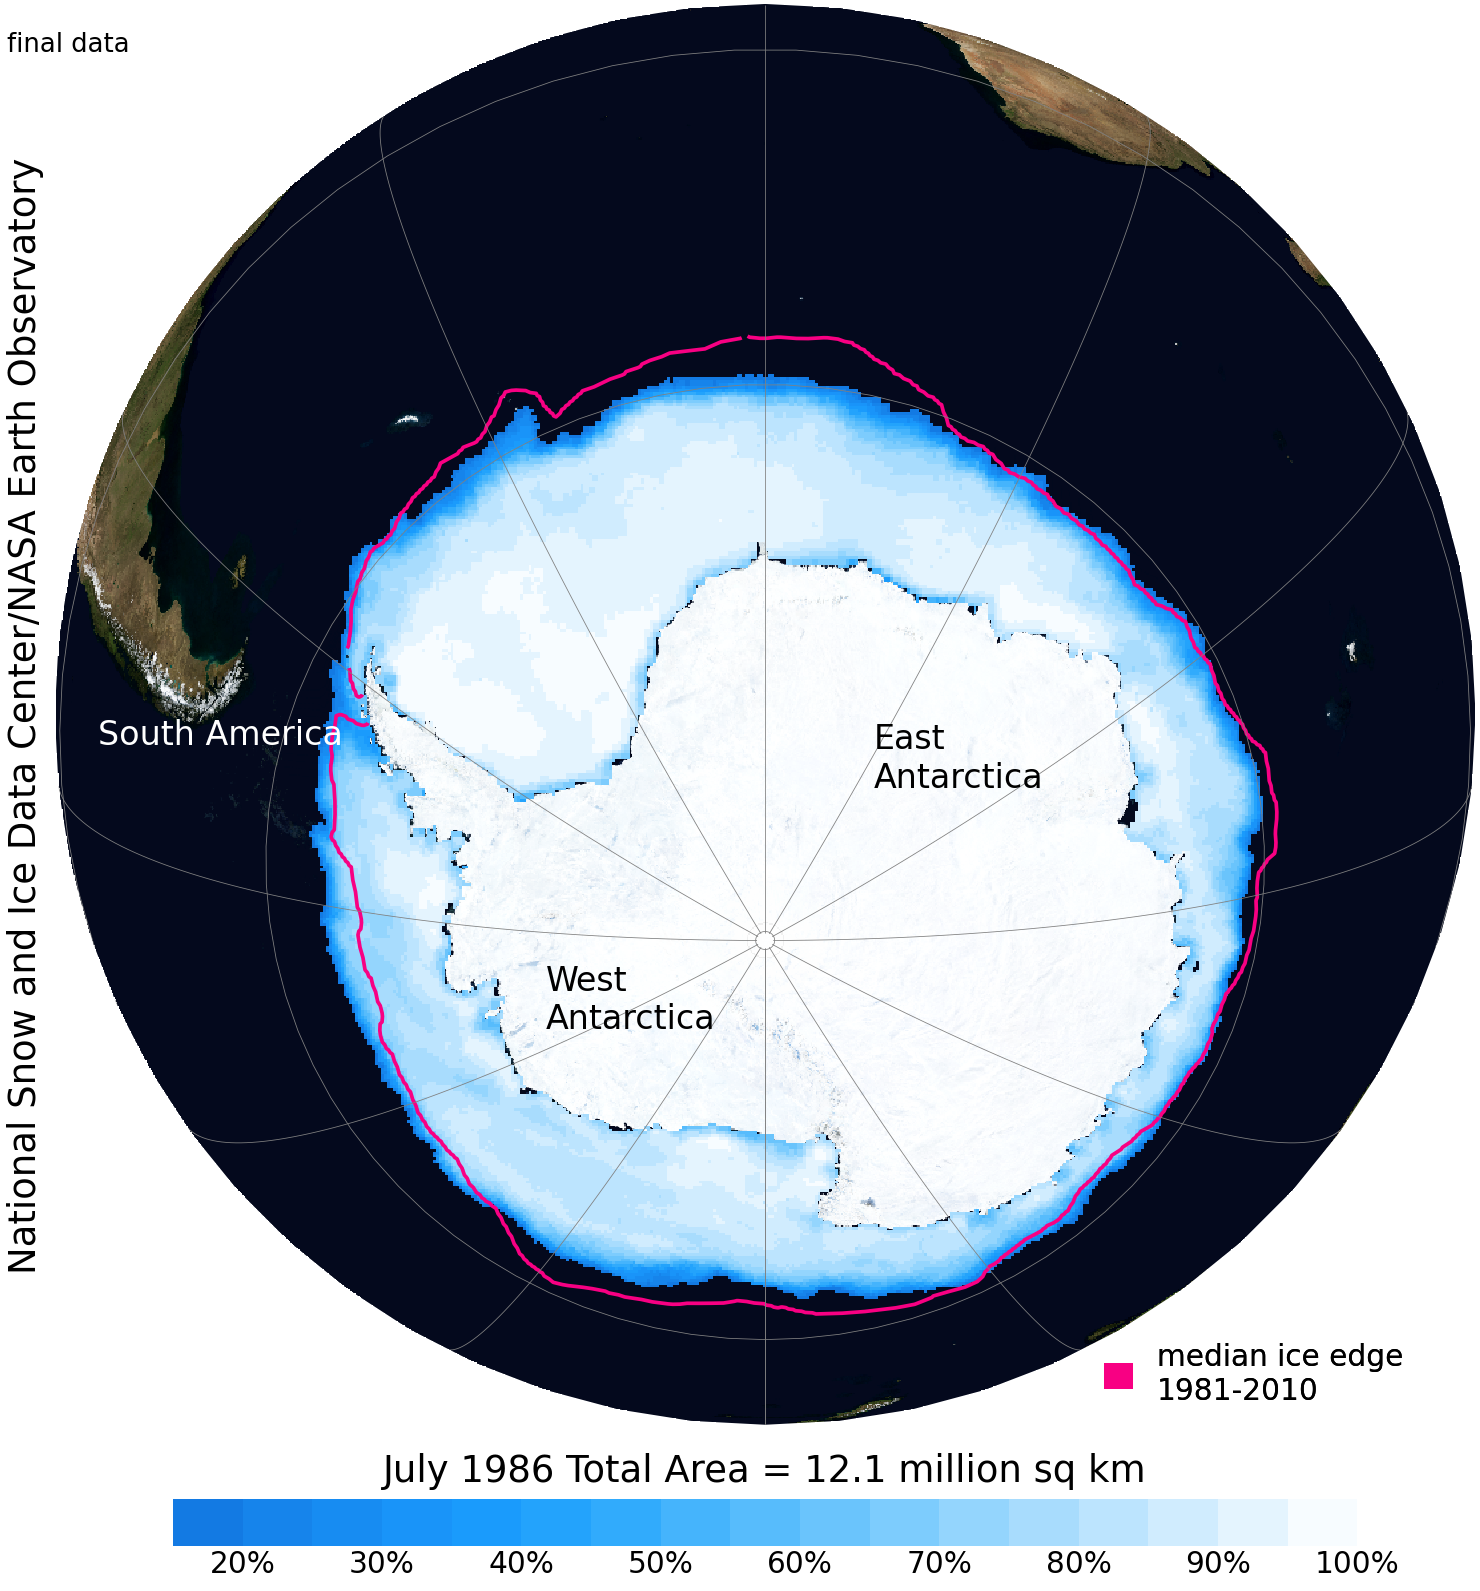 final data
National Snow and Ice Data Center/NASA Earth Observatory
South America
East
Antarctica
West
Antarctica
median ice edge
1981-2010
July 1986 Total Area = 12.1 million sq km
20% 30% 40% 50% 60% 70% 80% 90% 100%